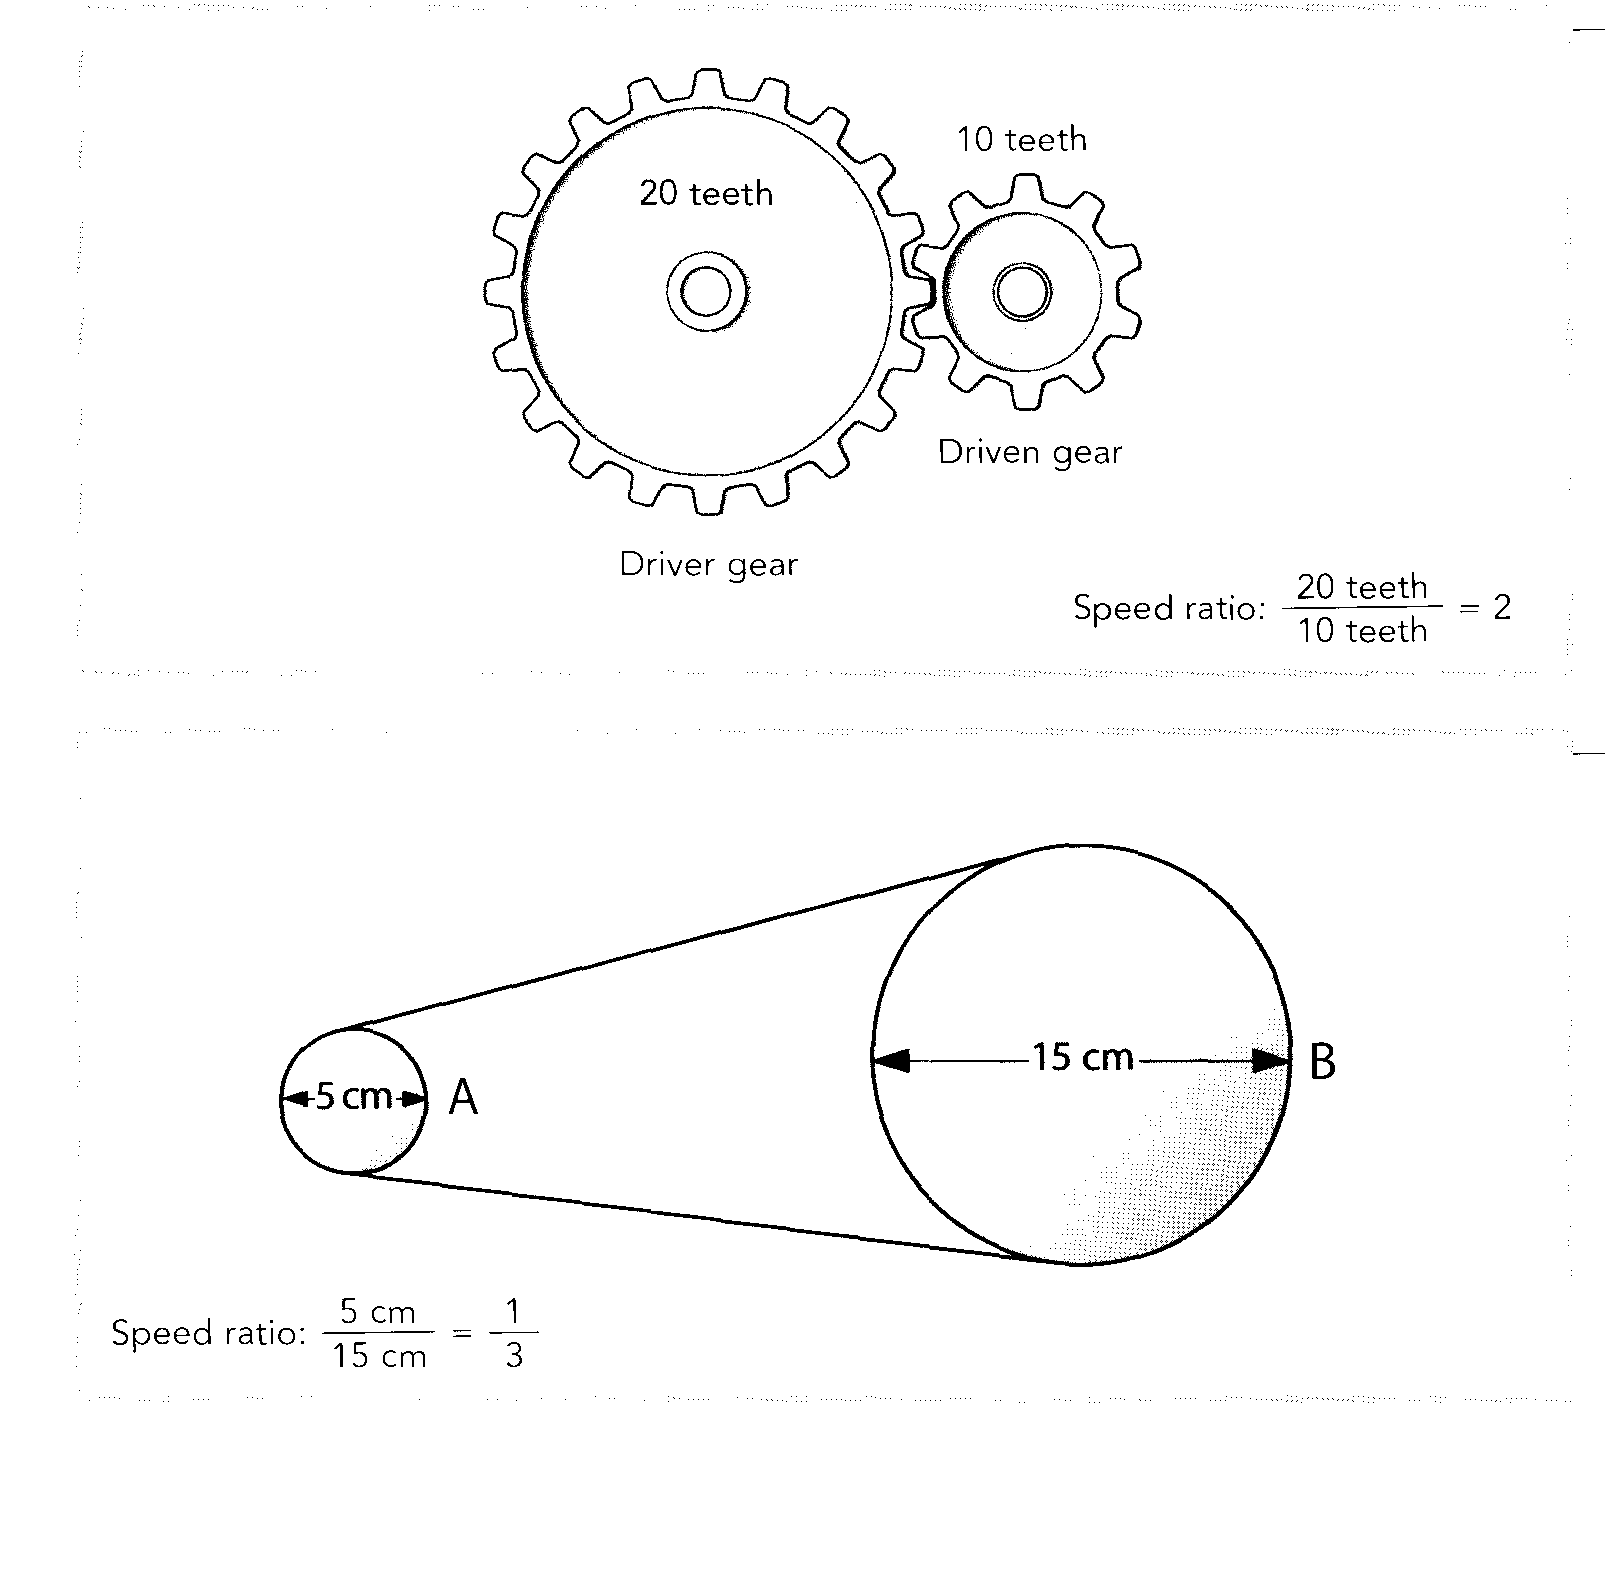 10 teeth
20 teeth
Driven gear
Driver gear
Speed ratio: 20 teeth / 10 teeth = 2
15 cm B
5 cm A
Speed ratio: 5 cm / 15 cm = 1 / 3